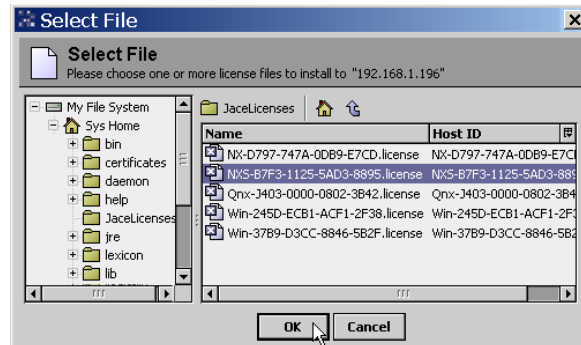 Select File
Select File
Please choose one or more license files to install to "192.168.1.196"
My File System
Sys Home
bin
certificates
daemon
help
JaceLicenses
jre
lexicon
lib
JaceLicenses
Name Host ID
NX-D797-747A-0DB9-E7CD.license NX-D797-747A-0DB9-E7C
NXS-B7F3-1125-5AD3-8895.license NXS-B7F3-1125-5AD3-889
Qnx-J403-0000-0802-3B42.license Qnx-J403-0000-0802-3B4
Win-245D-ECB1-ACF1-2F38.license Win-245D-ECB1-ACF1-2F3
Win-37B9-D3CC-8846-5B2F.license Win-37B9-D3CC-8846-5B2
OK Cancel